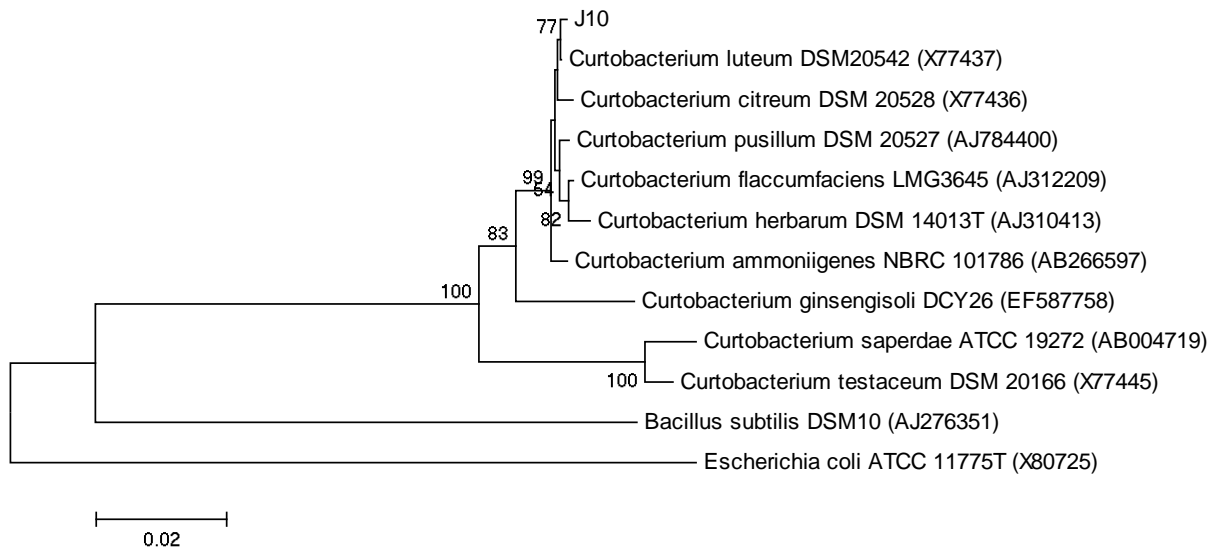 J10
77
Curtobacterium luteum DSM20542 (X77437)
Curtobacterium citreum DSM 20528 (X77436)
Curtobacterium pusillum DSM 20527 (AJ784400)
99
54
Curtobacterium flaccumfaciens LMG3645 (AJ312209)
82
Curtobacterium herbarum DSM 14013T (AJ310413)
83
Curtobacterium ammoniigenes NBRC 101786 (AB266597)
100
Curtobacterium ginsengisoli DCY26 (EF587758)
Curtobacterium saperdae ATCC 19272 (AB004719)
100
Curtobacterium testaceum DSM 20166 (X77445)
Bacillus subtilis DSM10 (AJ276351)
Escherichia coli ATCC 11775T (X80725)
0.02